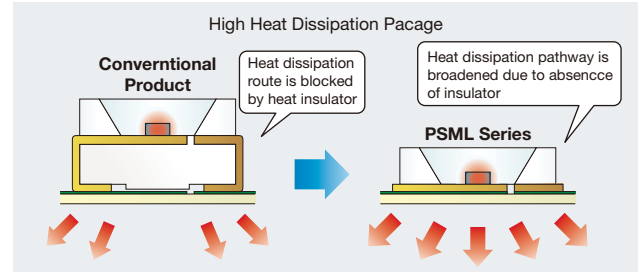 High Heat Dissipation Pacage
Converntional
Product
Heat dissipation
route is blocked
by heat insulator
Heat dissipation pathway is
broadened due to absencce
of insulator
PSML Series